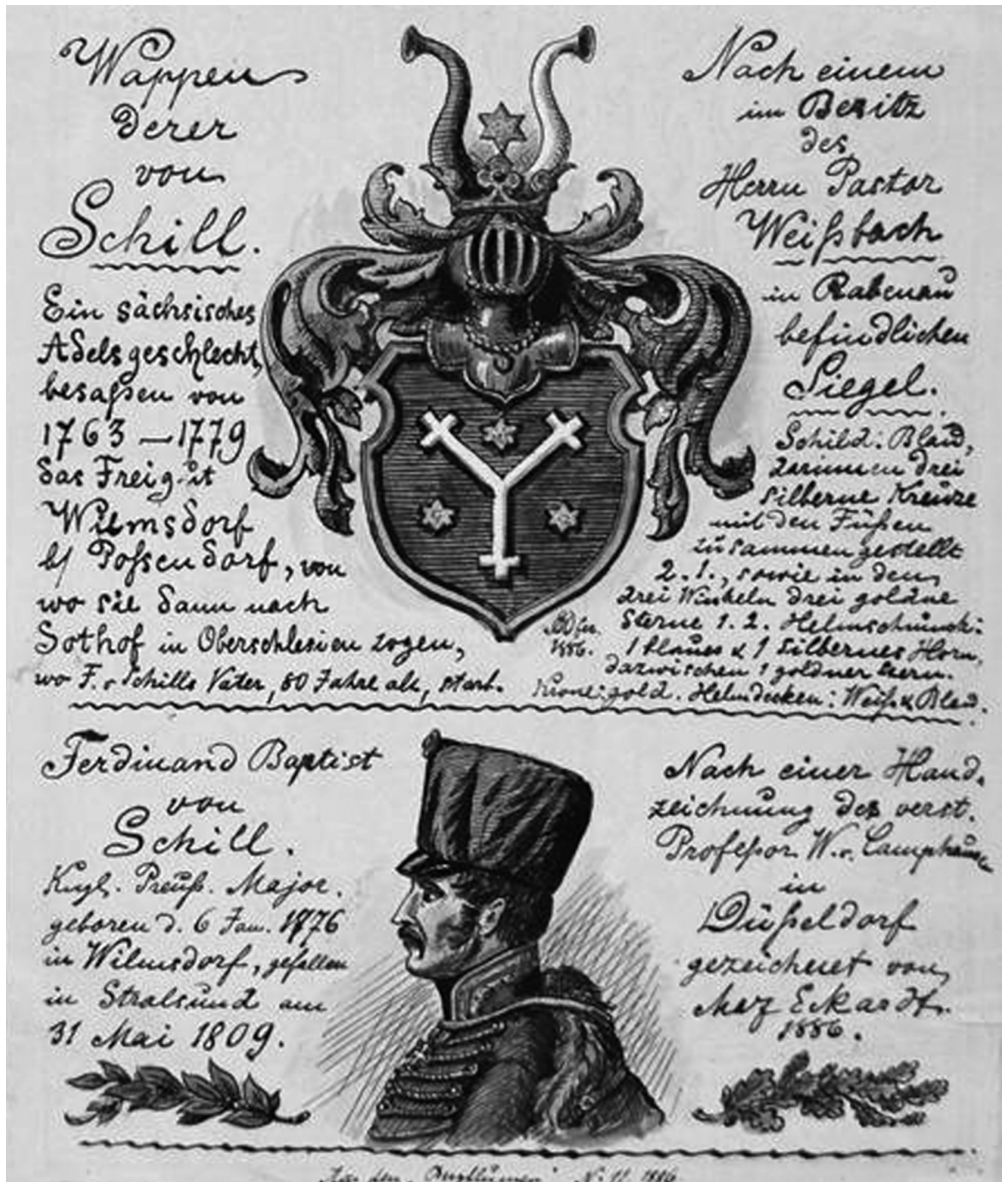 Wappen
derer
von
Schill.
Ein sächsisches
Adelsgeschlecht,
besaßen von
1763 – 1779
das Freigut
Wilmsdorf
b/ Possendorf, von
wo sie dann nach
Sothof in Oberschlesien zogen,
wo F. v. Schills Vater, 80 Jahre alt, starb.
Nach einem
im Besitz
des
Herrn Pastor
Weißbach
in Rabenau
befindlichen
Siegel.
Schild: Blau,
darinnen drei
silberne Kreuze
mit den Füßen
zusammengestellt
2. 1., sowie in den
drei Winkeln drei goldne
Sterne 1. 2. Helmschmuck:
1 blaues & 1 silbernes Horn,
dazwischen 1 goldner Stern.
Krone: gold. Helmdecken: Weiß & Blau.
1886.
Ferdinand Baptist
von
Schill.
Kngl. Preuß. Major.
geboren d. 6 Jan. 1776
in Wilmsdorf, gefallen
in Stralsund am
31 Mai 1809.
Nach einer Hand-
zeichnung des verst.
Professor W. v. Camphausen
in
Düsseldorf
gezeichnet von
Max Eckardt.
1886.
Aus den N. 1886